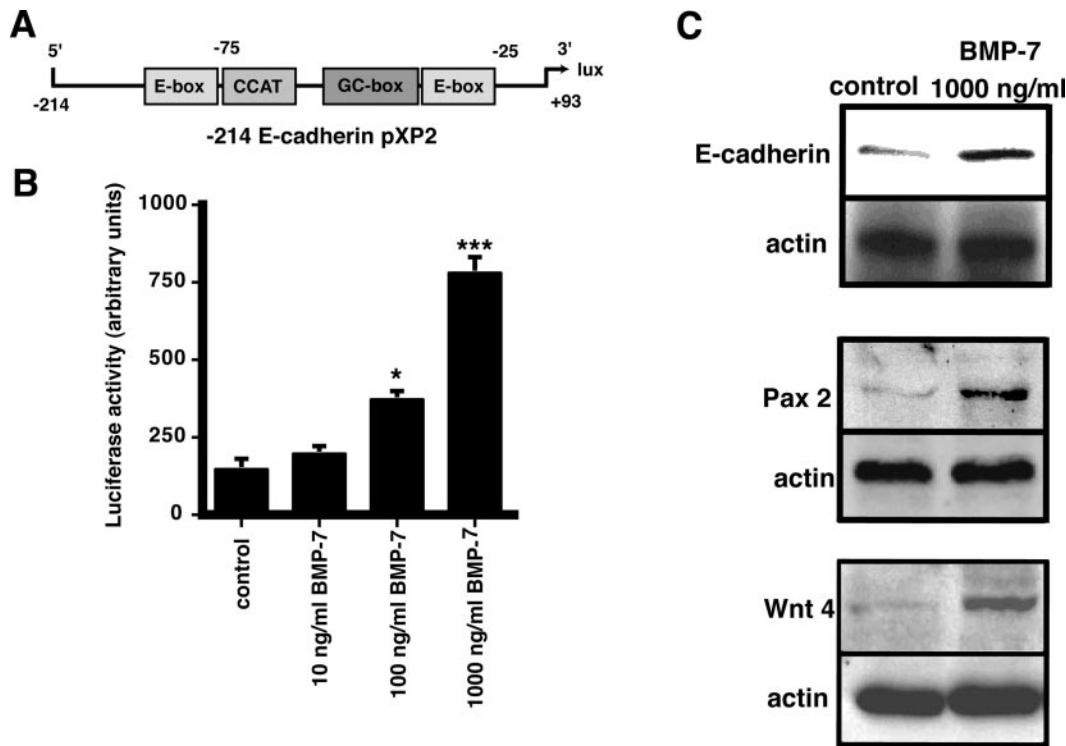 A
5' -75 -25 3'
E-box CCAT GC-box E-box lux
-214 +93
-214 E-cadherin pXP2
B
Luciferase activity (arbitrary units)
1000
750
500
250
0
*
***
control
10 ng/ml BMP-7
100 ng/ml BMP-7
1000 ng/ml BMP-7
C
BMP-7
control 1000 ng/ml
E-cadherin
actin
Pax 2
actin
Wnt 4
actin